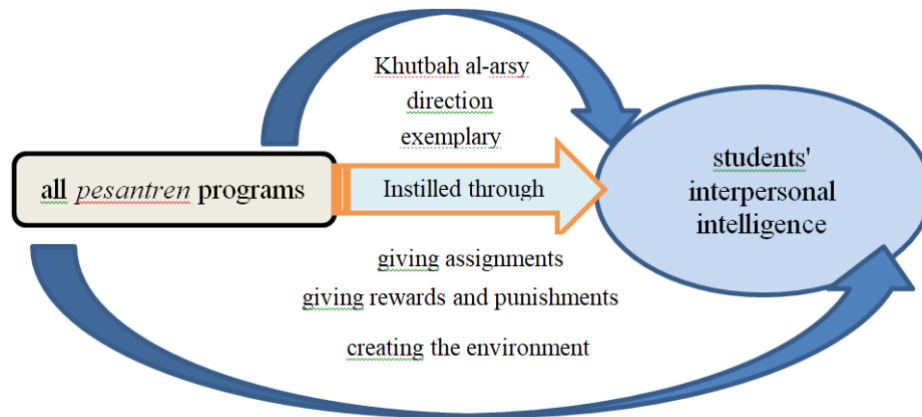 Khutbah al-arsy
direction
exemplary
all pesantren programs
Instilled through
students'
interpersonal
intelligence
giving assignments
giving rewards and punishments
creating the environment